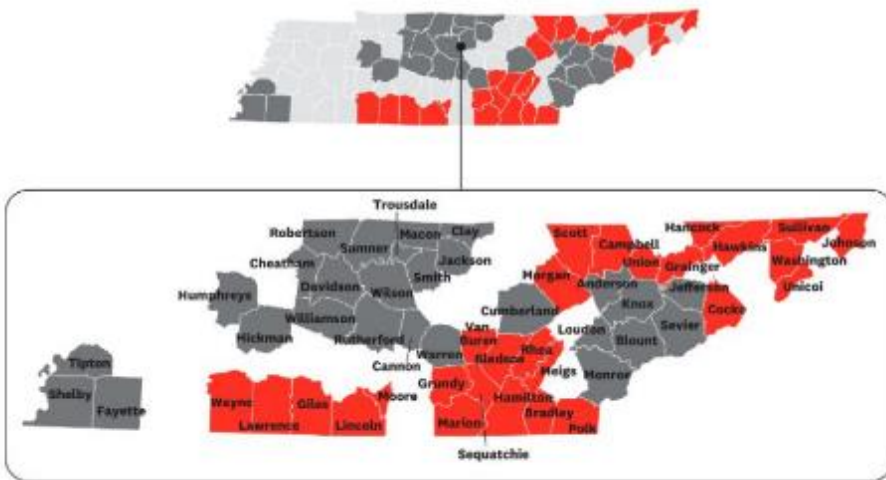 Trousdale
Robertson
Sumner
Macon
Clay
Cheatham
Jackson
Smith
Davidson
Wilson
Humphreys
Williamson
Hickman
Rutherford
Cannon
Warren
Tipton
Shelby
Fayette
Wayne
Lawrence
Giles
Lincoln
Moore
Scott
Campbell
Union
Morgan
Anderson
Cumberland
Hancock
Sullivan
Johnson
Hawkins
Washington
Grainger
Unicoi
Jefferson
Cocke
Knox
Sevier
Loudon
Blount
Monroe
Van
Buren
Bledsoe
Rhea
Meigs
Grundy
Hamilton
Bradley
Marion
Polk
Sequatchie